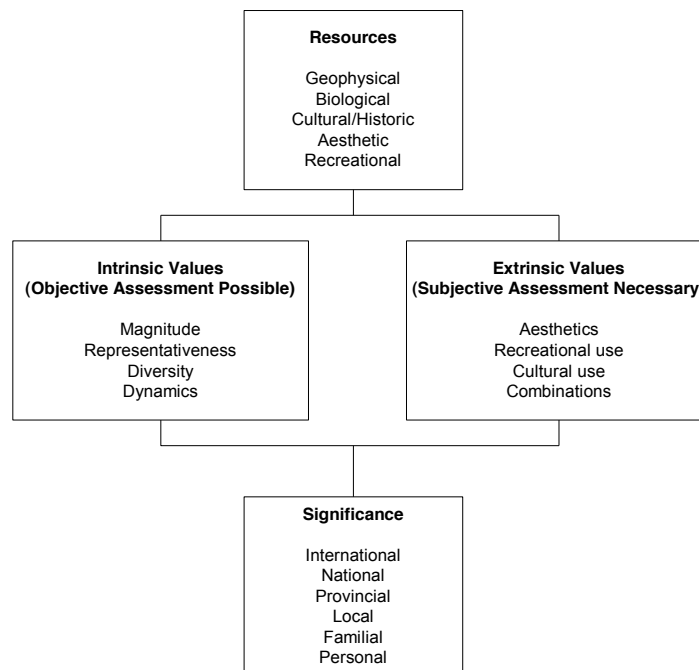 Resources
Geophysical
Biological
Cultural/Historic
Aesthetic
Recreational
Intrinsic Values
(Objective Assessment Possible)
Magnitude
Representativeness
Diversity
Dynamics
Extrinsic Values
(Subjective Assessment Necessary
Aesthetics
Recreational use
Cultural use
Combinations
Significance
International
National
Provincial
Local
Familial
Personal